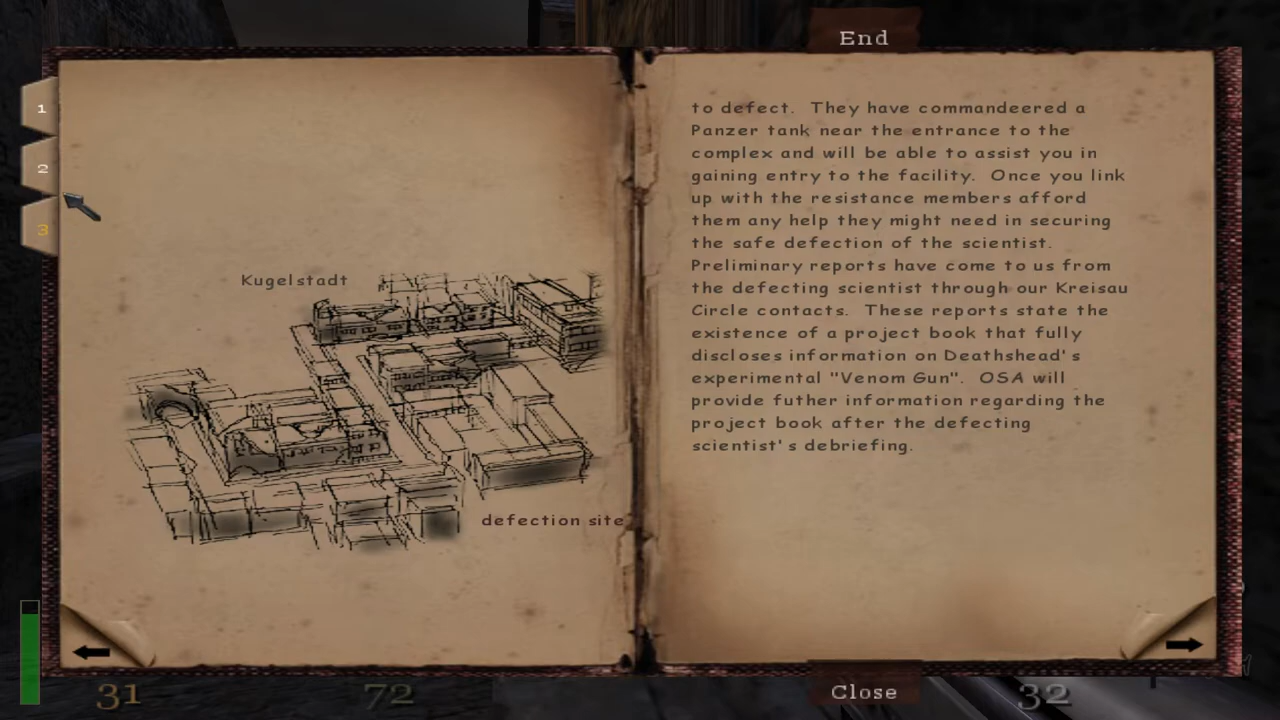 End
1
2
3
Kugelstadt
defection site
to defect. They have commandeered a
Panzer tank near the entrance to the
complex and will be able to assist you in
gaining entry to the facility. Once you link
up with the resistance members afford
them any help they might need in securing
the safe defection of the scientist.
Preliminary reports have come to us from
the defecting scientist through our Kreisau
Circle contacts. These reports state the
existence of a project book that fully
discloses information on Deathshead's
experimental "Venom Gun". OSA will
provide futher information regarding the
project book after the defecting
scientist's debriefing.
31
72
Close
32